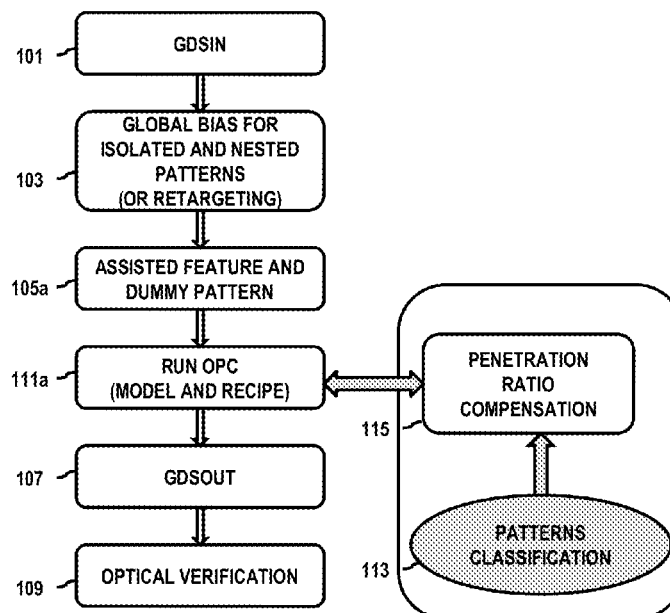 101
GDSIN
103
GLOBAL BIAS FOR
ISOLATED AND NESTED
PATTERNS
(OR RETARGETING)
105a
ASSISTED FEATURE AND
DUMMY PATTERN
111a
RUN OPC
(MODEL AND RECIPE)
PENETRATION
RATIO
COMPENSATION
115
107
GDSOUT
PATTERNS
CLASSIFICATION
113
109
OPTICAL VERIFICATION